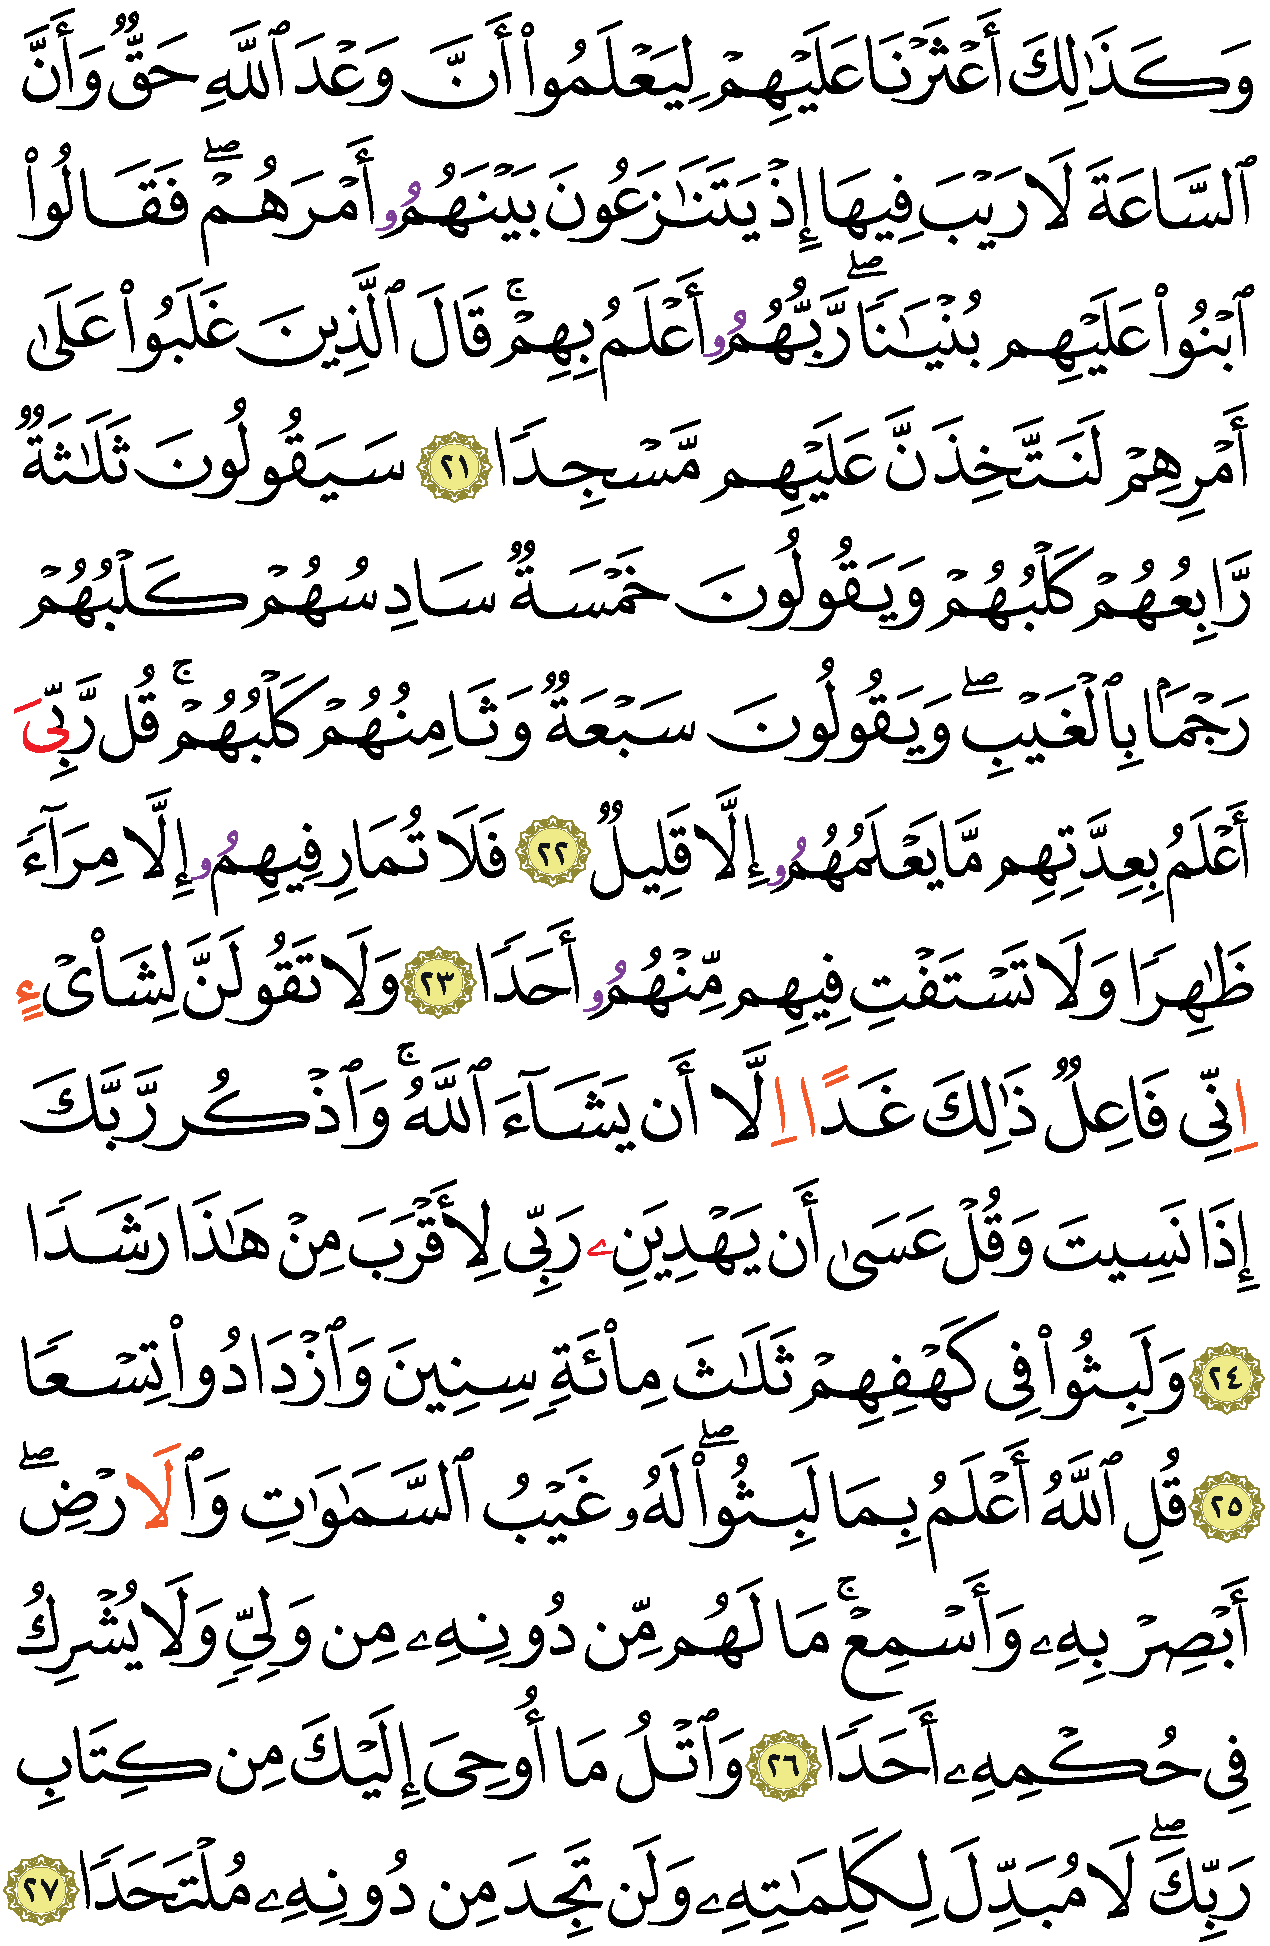 وَكَذَٰلِكَ أَعۡثَرۡنَا عَلَيۡهِمۡ لِيَعۡلَمُواْ أَنَّ وَعۡدَ ٱللَّهِ حَقّٞ وَأَنَّ
ٱلسَّاعَةَ لَا رَيۡبَ فِيهَا إِذۡ يَتَنَٰزَعُونَ بَيۡنَهُمُۥ أَمۡرَهُمۡۖ فَقَالُواْ
ٱبۡنُواْ عَلَيۡهِم بُنۡيَٰنٗاۖ رَّبُّهُمُۥ أَعۡلَمُ بِهِمۡۚ قَالَ ٱلَّذِينَ غَلَبُواْ عَلَىٰ
أَمۡرِهِمۡ لَنَتَّخِذَنَّ عَلَيۡهِم مَّسۡجِدٗا ٢١ سَيَقُولُونَ ثَلَٰثَةٞ
رَّابِعُهُمۡ كَلۡبُهُمۡ وَيَقُولُونَ خَمۡسَةٞ سَادِسُهُمۡ كَلۡبُهُمۡ
رَجۡمَۢا بِٱلۡغَيۡبِۖ وَيَقُولُونَ سَبۡعَةٞ وَثَامِنُهُمۡ كَلۡبُهُمۡۚ قُل رَّبِّيَ
أَعۡلَمُ بِعِدَّتِهِم مَّا يَعۡلَمُهُمُۥ إِلَّا قَلِيلٞ ٢٢ فَلَا تُمَارِ فِيهِمُۥ إِلَّا مِرَآءٗ
ظَٰهِرٗا وَلَا تَسۡتَفۡتِ فِيهِم مِّنۡهُمُۥ أَحَدٗا ٢٣ وَلَا تَقُولَنَّ لِشَاْيۡءٍ
اِنِّي فَاعِلٞ ذَٰلِكَ غَدًا اِلَّا أَن يَشَآءَ ٱللَّهُۚ وَٱذۡكُر رَّبَّكَ
إِذَا نَسِيتَ وَقُلۡ عَسَىٰ أَن يَهۡدِيَنِۦ رَبِّي لِأَقۡرَبَ مِنۡ هَٰذَا رَشَدٗا
٢٤ وَلَبِثُواْ فِي كَهۡفِهِمۡ ثَلَٰثَ مِاْئَةٖ سِنِينَ وَٱزۡدَادُواْ تِسۡعٗا
٢٥ قُلِ ٱللَّهُ أَعۡلَمُ بِمَا لَبِثُواْۖ لَهُۥ غَيۡبُ ٱلسَّمَٰوَٰتِ وَٱلَارۡضِۖ
أَبۡصِرۡ بِهِۦ وَأَسۡمِعۡۚ مَا لَهُم مِّن دُونِهِۦ مِن وَلِيّٖ وَلَا يُشۡرِكُ
فِي حُكۡمِهِۦ أَحَدٗا ٢٦ وَٱتۡلُ مَا أُوحِيَ إِلَيۡكَ مِن كِتَابِ
رَبِّكَۖ لَا مُبَدِّلَ لِكَلِمَٰتِهِۦ وَلَن تَجِدَ مِن دُونِهِۦ مُلۡتَحَدٗا ٢٧